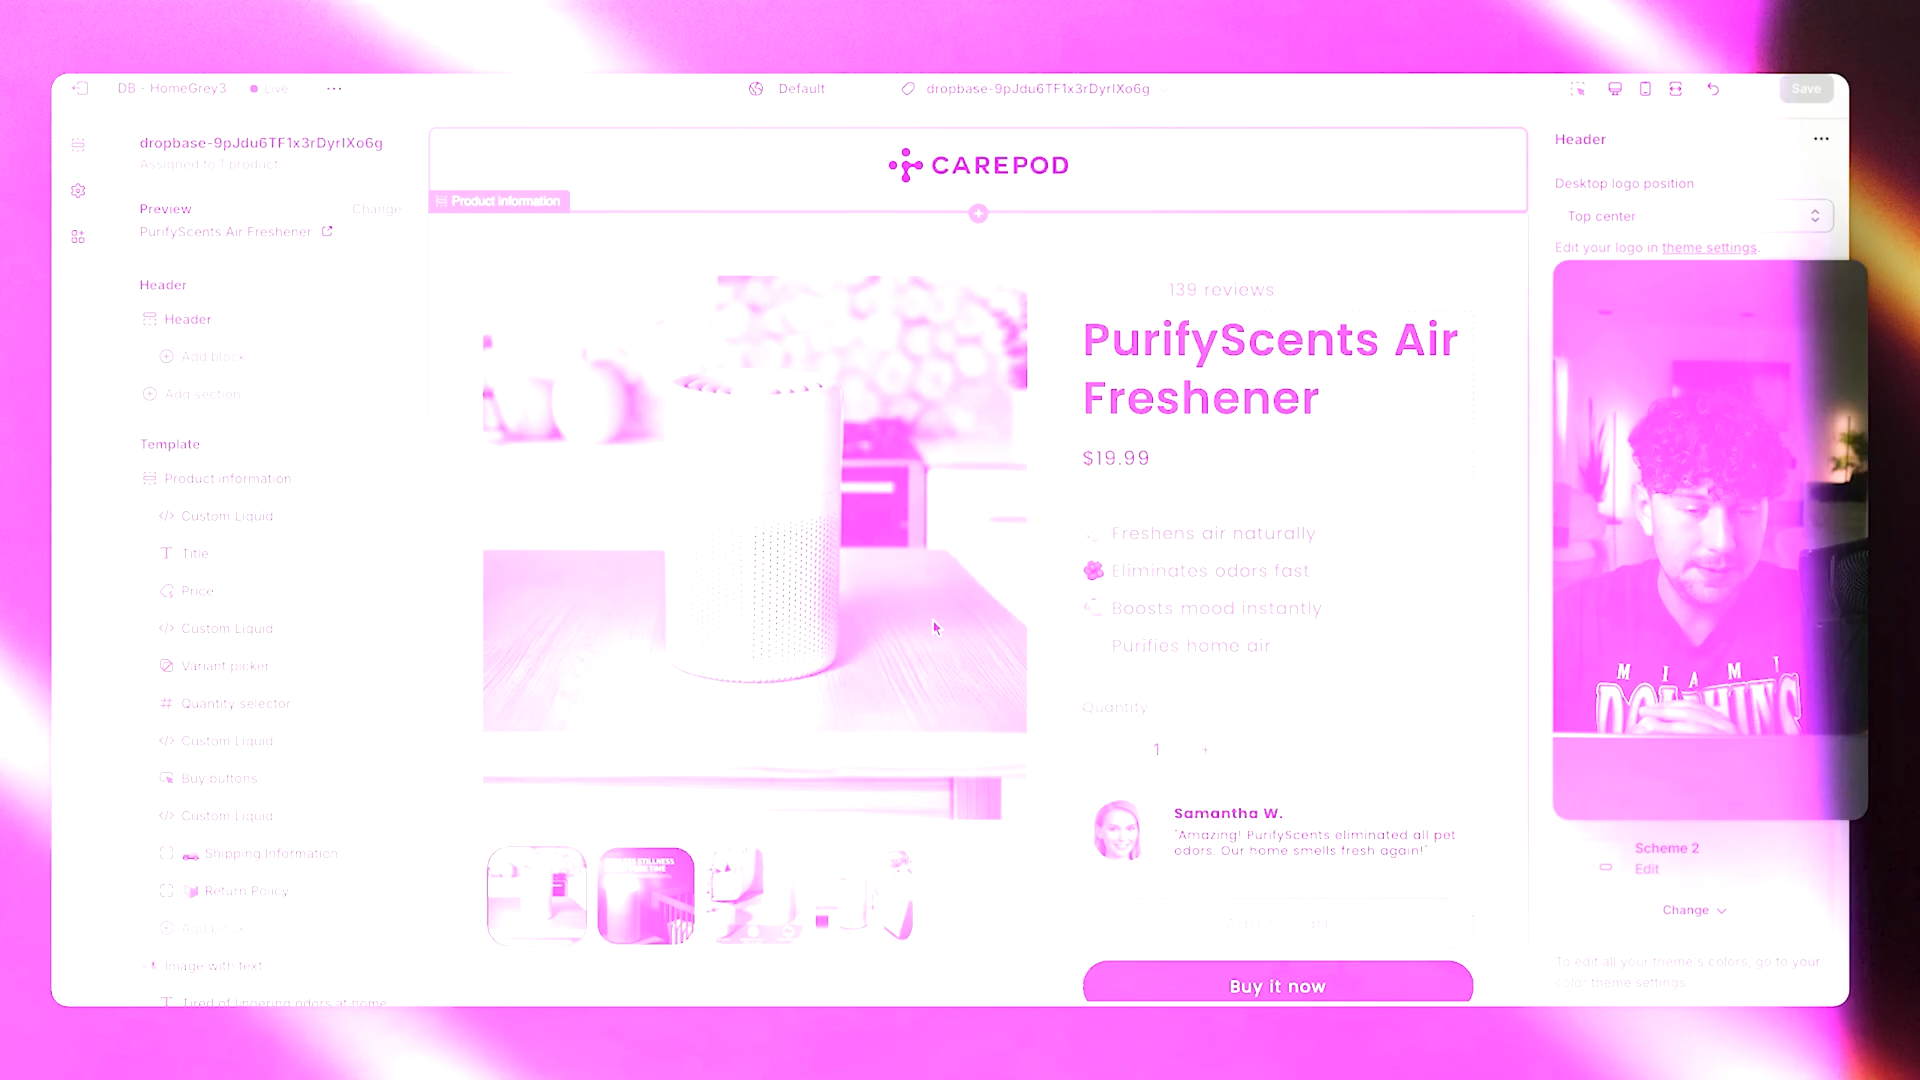 DB - HomeGrey3
Live
Default
dropbase-9pJdu6TF1x3rDyrIXo6g
Save
dropbase-9pJdu6TF1x3rDyrIXo6g
Assigned to 1 product
Preview
Change
PurifyScents Air Freshener
Header
Header
Add block
Add section
Template
Product information
Custom Liquid
Title
Price
Custom Liquid
Variant picker
Quantity selector
Custom Liquid
Buy buttons
Custom Liquid
Shipping Information
Return Policy
Add block
Image with text
Tired of lingering odors at home
CAREPOD
Product information
139 reviews
PurifyScents Air
Freshener
$19.99
Freshens air naturally
Eliminates odors fast
Boosts mood instantly
Purifies home air
Quantity
1 +
Samantha W.
"Amazing! PurifyScents eliminated all pet
odors. Our home smells fresh again!"
Buy it now
Header
Desktop logo position
Top center
Edit your logo in theme settings.
MIAMI
DOLPHINS
Scheme 2
Edit
Change
To edit all your theme's colors, go to your
color theme settings